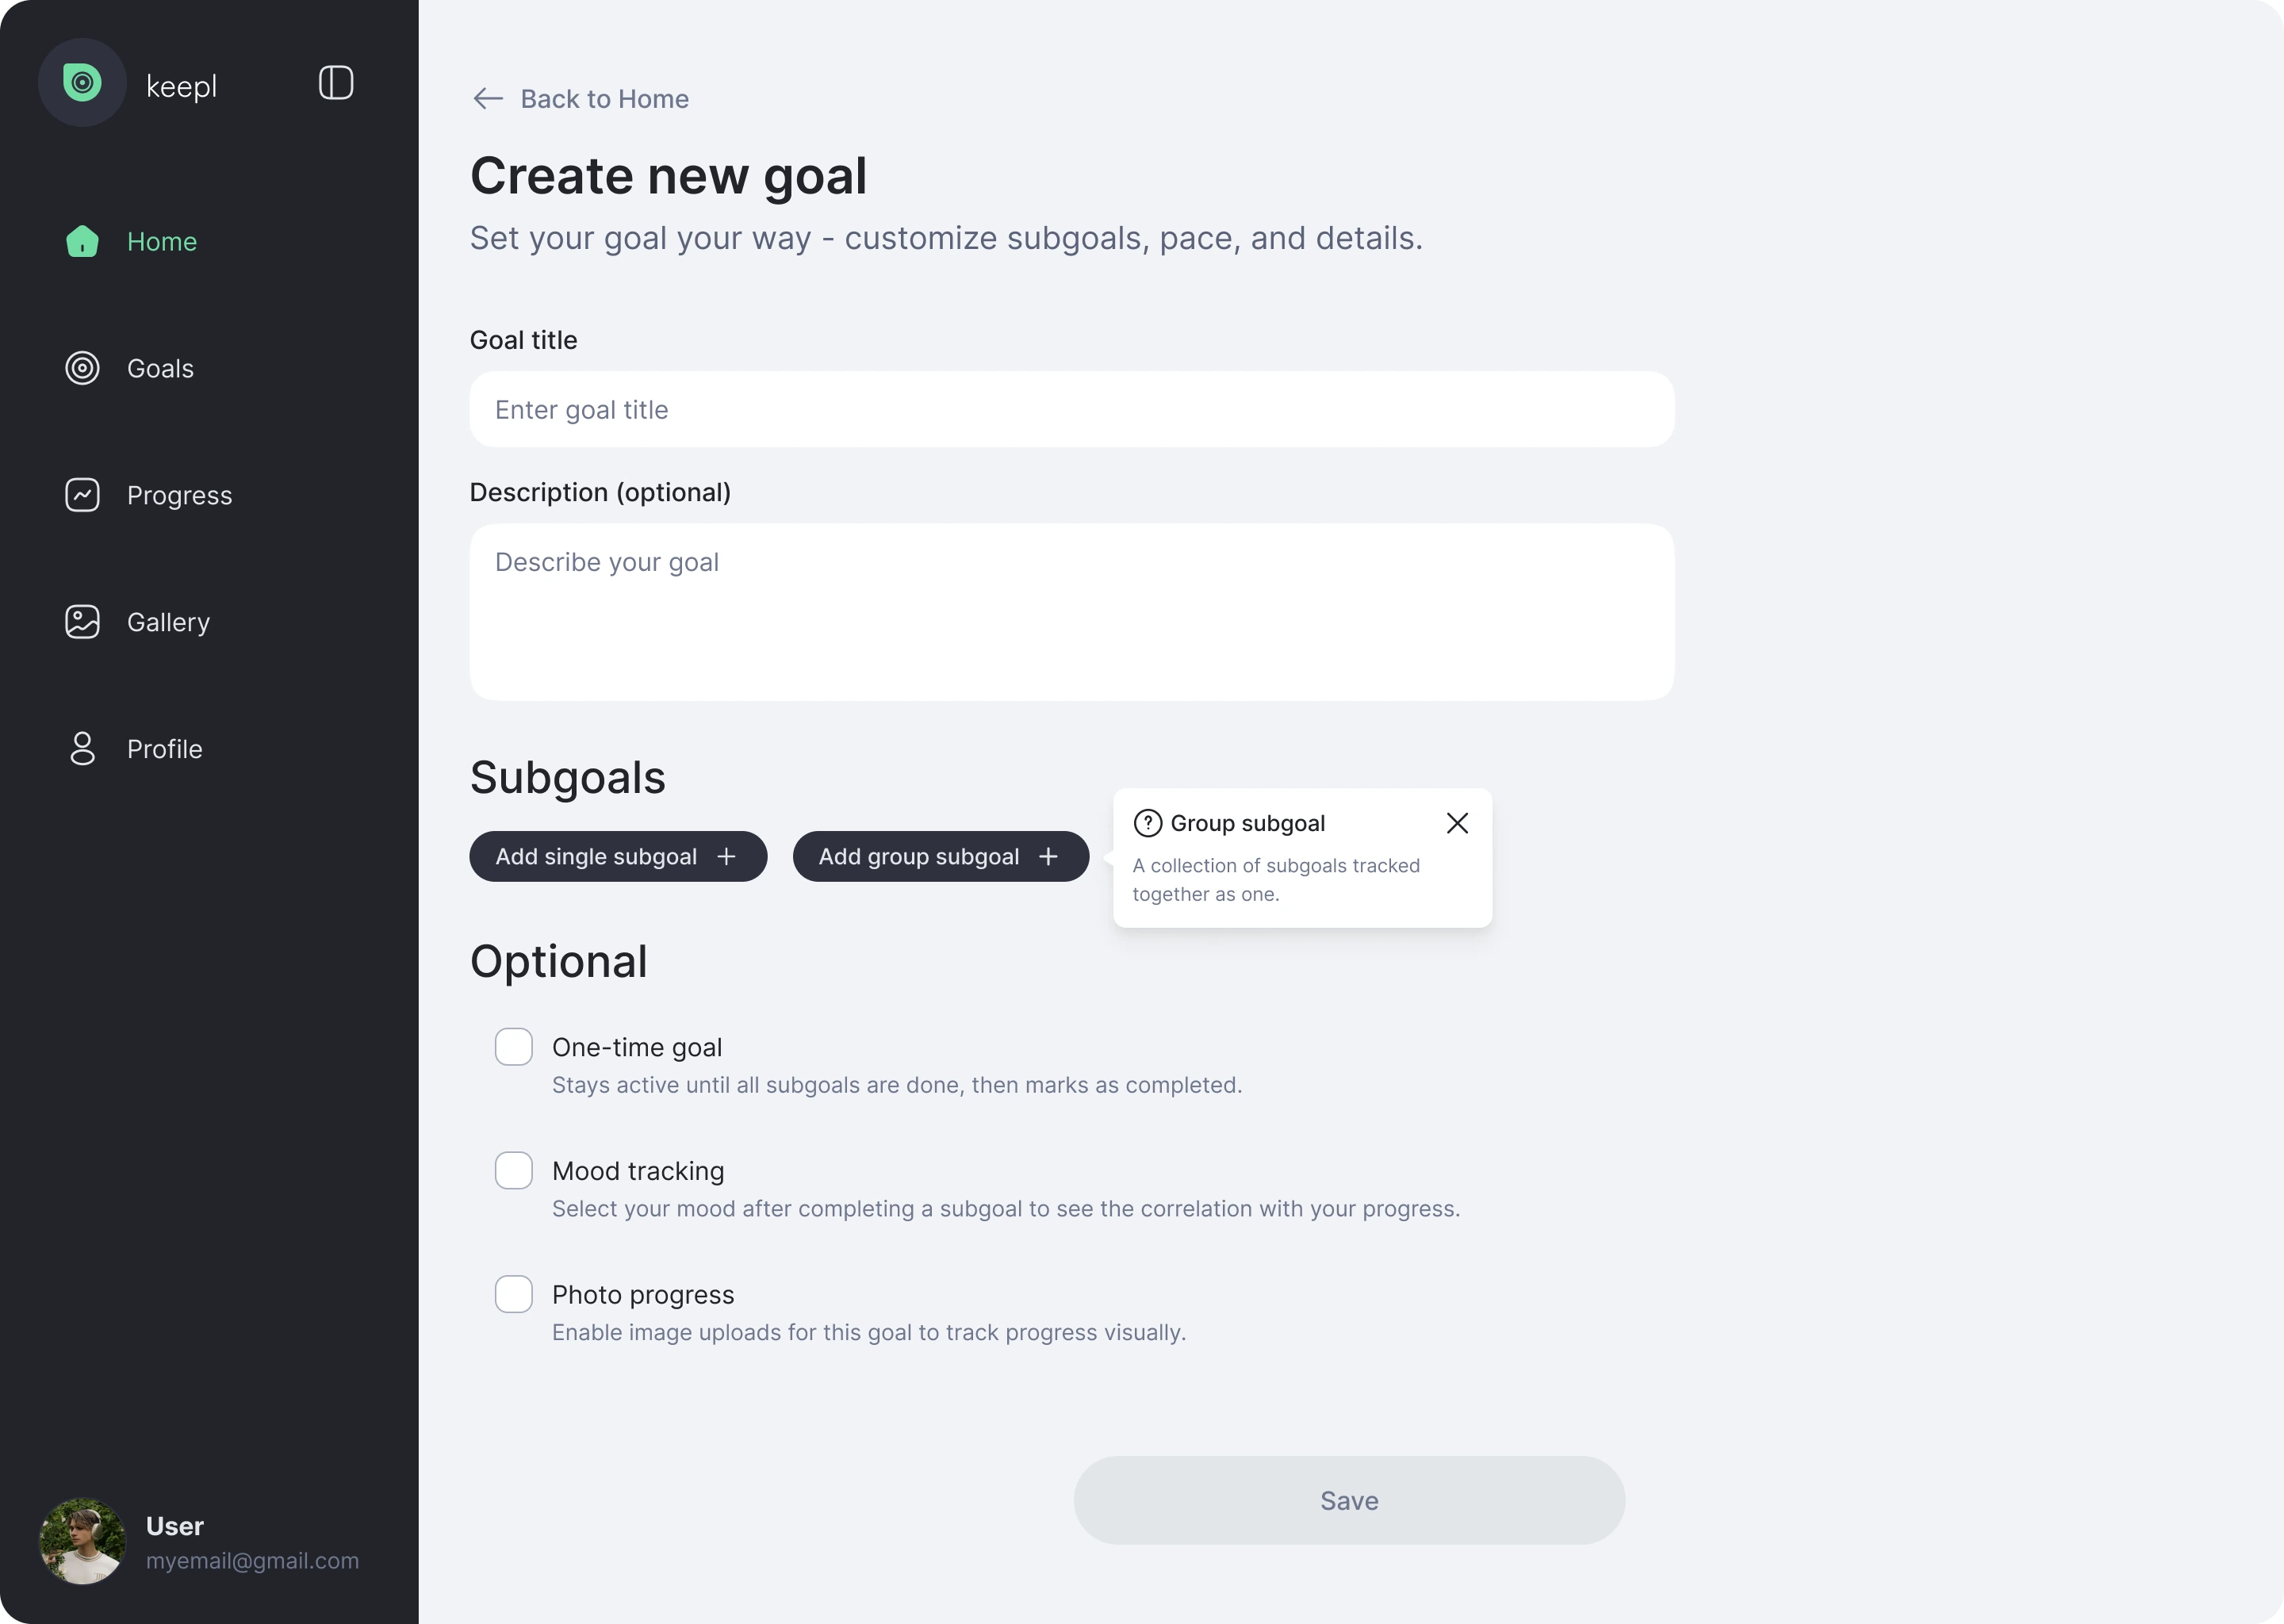 keepl
Home
Goals
Progress
Gallery
Profile
User
myemail@gmail.com
Back to Home
Create new goal
Set your goal your way - customize subgoals, pace, and details.
Goal title
Enter goal title
Description (optional)
Describe your goal
Subgoals
Add single subgoal +
Add group subgoal +
Group subgoal
A collection of subgoals tracked
together as one.
Optional
One-time goal
Stays active until all subgoals are done, then marks as completed.
Mood tracking
Select your mood after completing a subgoal to see the correlation with your progress.
Photo progress
Enable image uploads for this goal to track progress visually.
Save